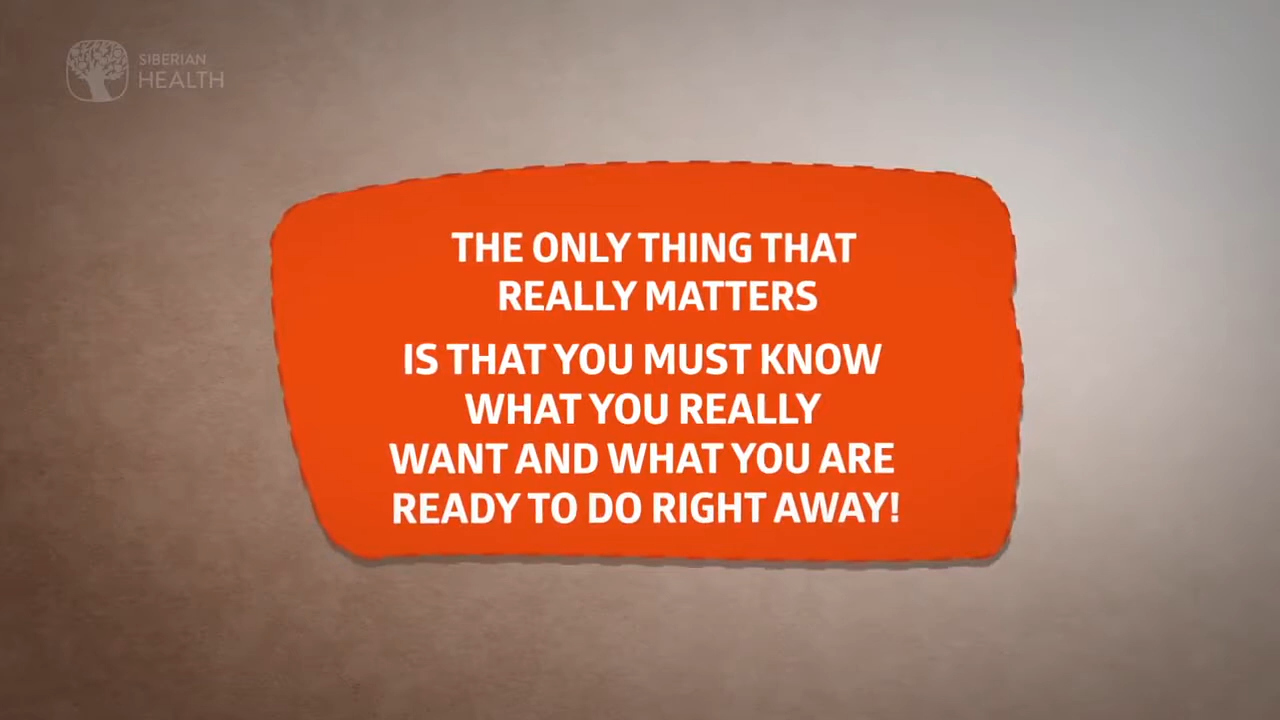 SIBERIAN
HEALTH
THE ONLY THING THAT
REALLY MATTERS
IS THAT YOU MUST KNOW
WHAT YOU REALLY
WANT AND WHAT YOU ARE
READY TO DO RIGHT AWAY!